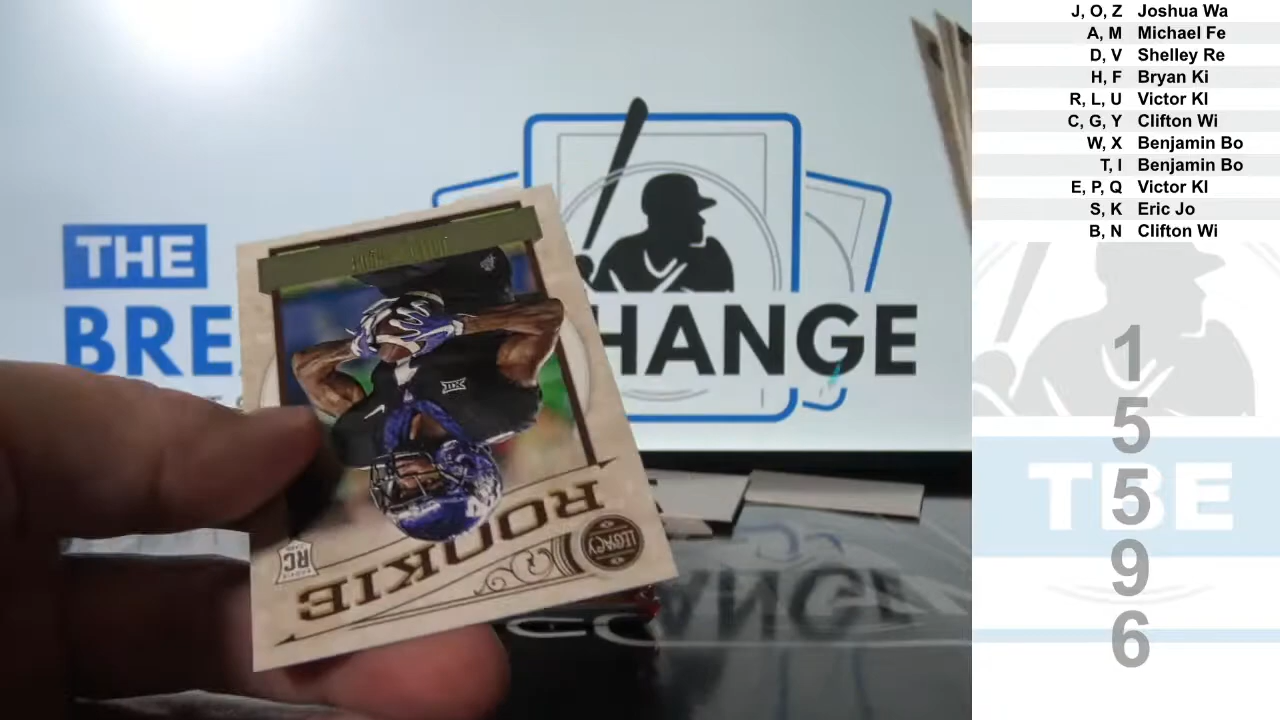 THE
BRE
HANGE
ROOKIE
LEGACY
RC
XII
J, O, Z Joshua Wa
A, M Michael Fe
D, V Shelley Re
H, F Bryan Ki
R, L, U Victor Kl
C, G, Y Clifton Wi
W, X Benjamin Bo
T, I Benjamin Bo
E, P, Q Victor Kl
S, K Eric Jo
B, N Clifton Wi
TBE
1
5
5
9
6